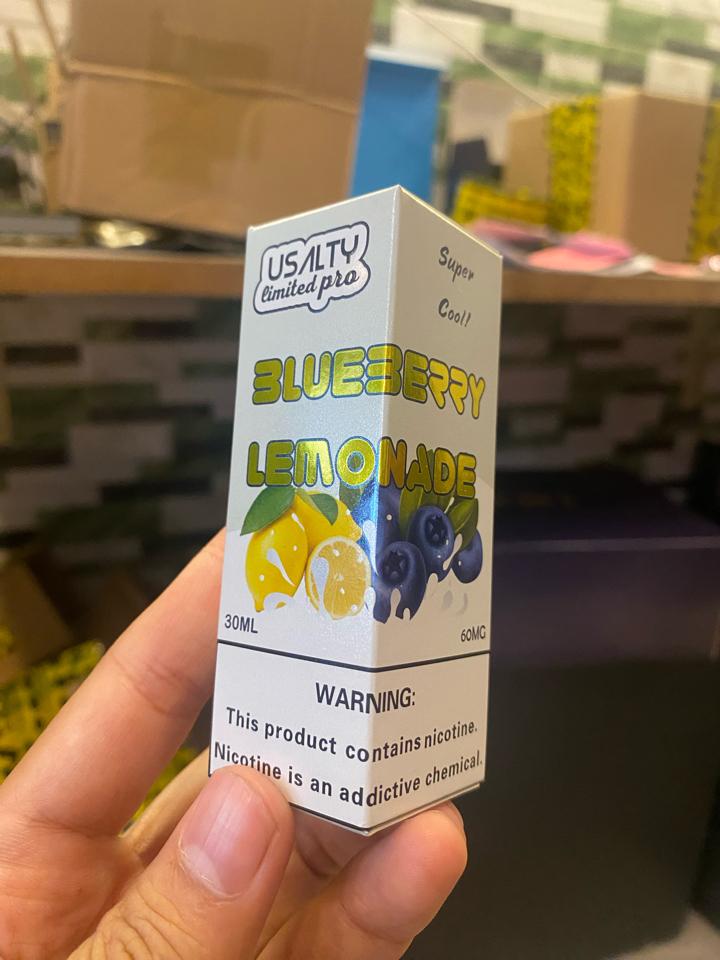 USALTY
limited pro
Super
Cool!
BLUEBERRY
LEMONADE
30ML
60MG
WARNING:
This product contains nicotine.
Nicotine is an addictive chemical.